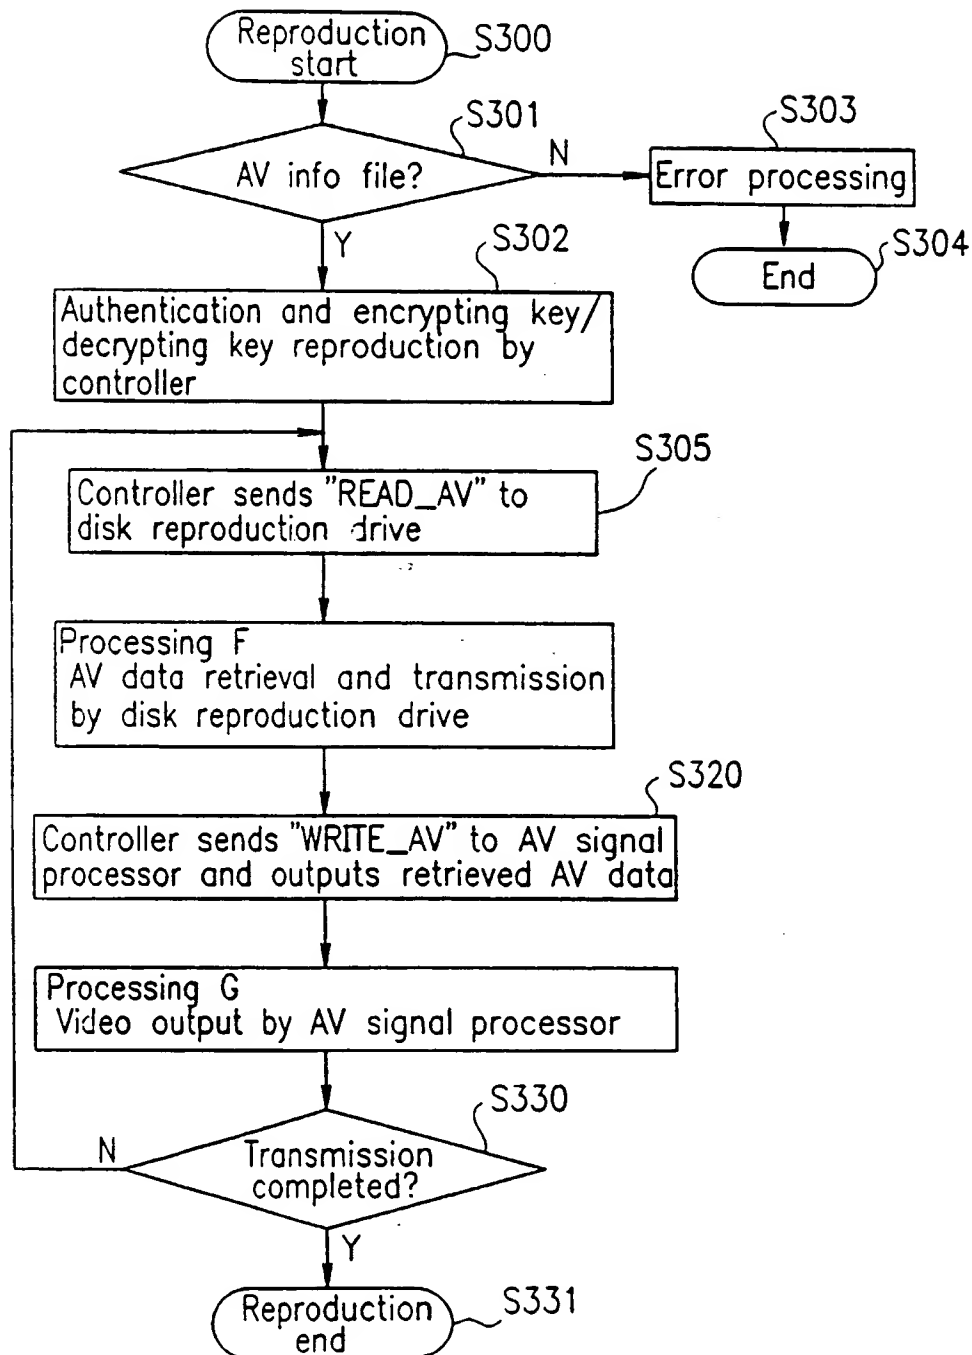 Reproduction
start
S300
S301
AV info file?
N
S303
Error processing
Y
S304
End
S302
Authentication and encrypting key/
decrypting key reproduction by
controller
S305
Controller sends "READ_AV" to
disk reproduction drive
Processing F
AV data retrieval and transmission
by disk reproduction drive
S320
Controller sends "WRITE_AV" to AV signal
processor and outputs retrieved AV data
Processing G
Video output by AV signal processor
S330
N
Transmission
completed?
Y
Reproduction
end
S331